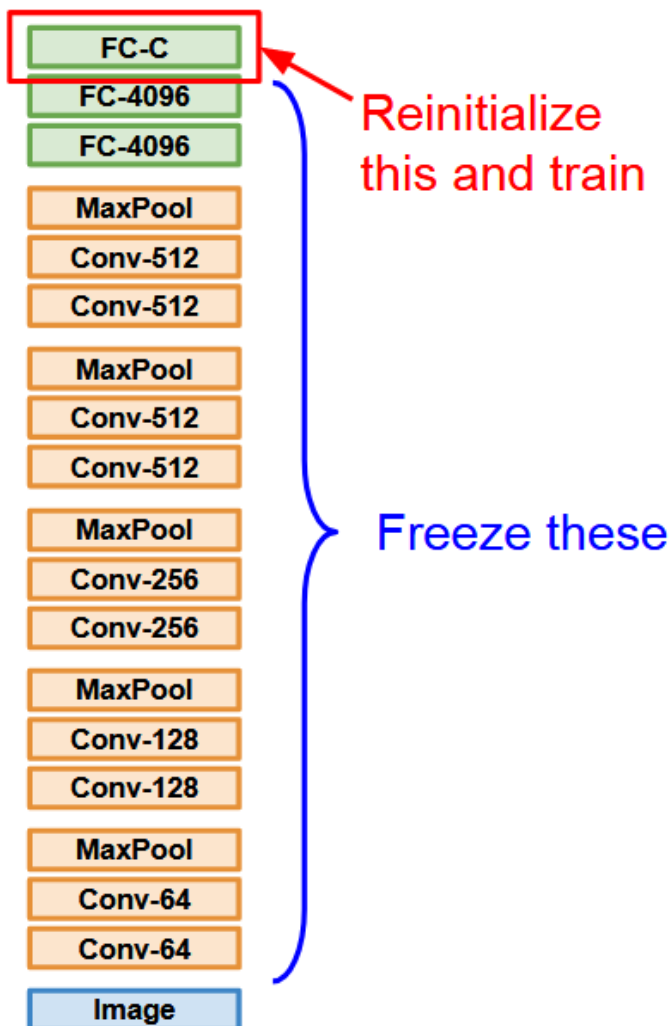 FC-C
FC-4096
FC-4096
MaxPool
Conv-512
Conv-512
MaxPool
Conv-512
Conv-512
MaxPool
Conv-256
Conv-256
MaxPool
Conv-128
Conv-128
MaxPool
Conv-64
Conv-64
Image
Reinitialize
this and train
Freeze these